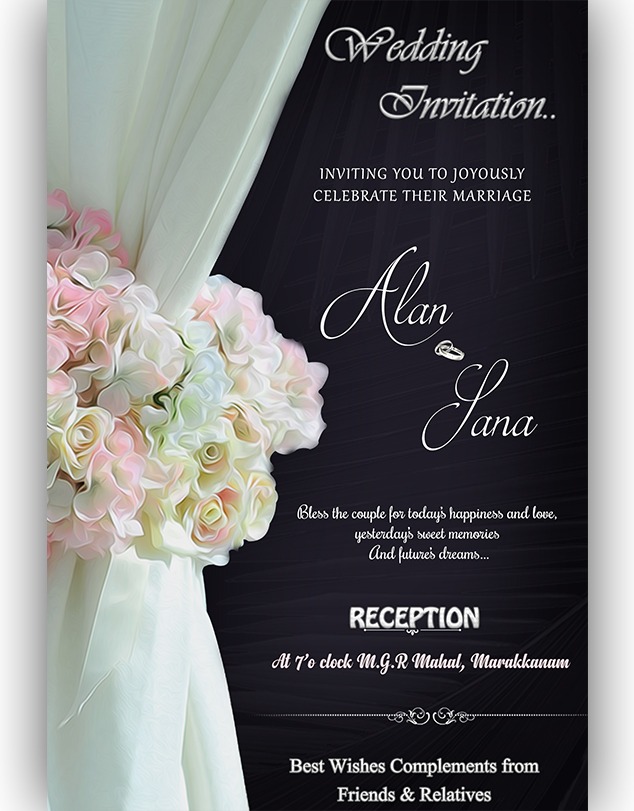 Wedding
Invitation..
INVITING YOU TO JOYOUSLY
CELEBRATE THEIR MARRIAGE
Alan
Sana
Bless the couple for today's happiness and love,
yesterday's sweet memories
And future's dreams...
RECEPTION
At 7'o clock M.G.R Mahal, Marakkanam
Best Wishes Complements from
Friends & Relatives